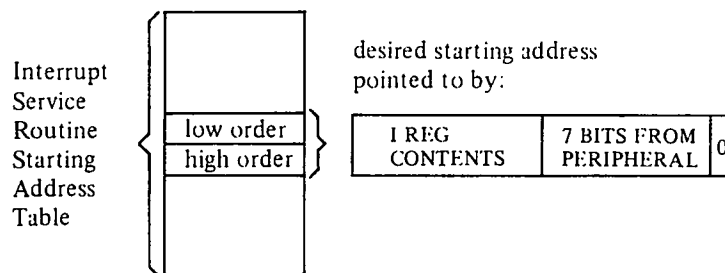 Interrupt
Service
Routine
Starting
Address
Table
low order
high order
desired starting address
pointed to by:
I REG
CONTENTS
7 BITS FROM
PERIPHERAL